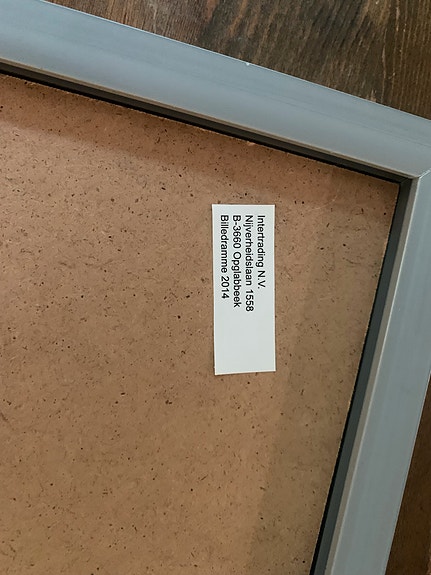 Intertrading N.V.
Nijverheidslaan 1558
B-3660 Opglabbeek
Billedramme 2014